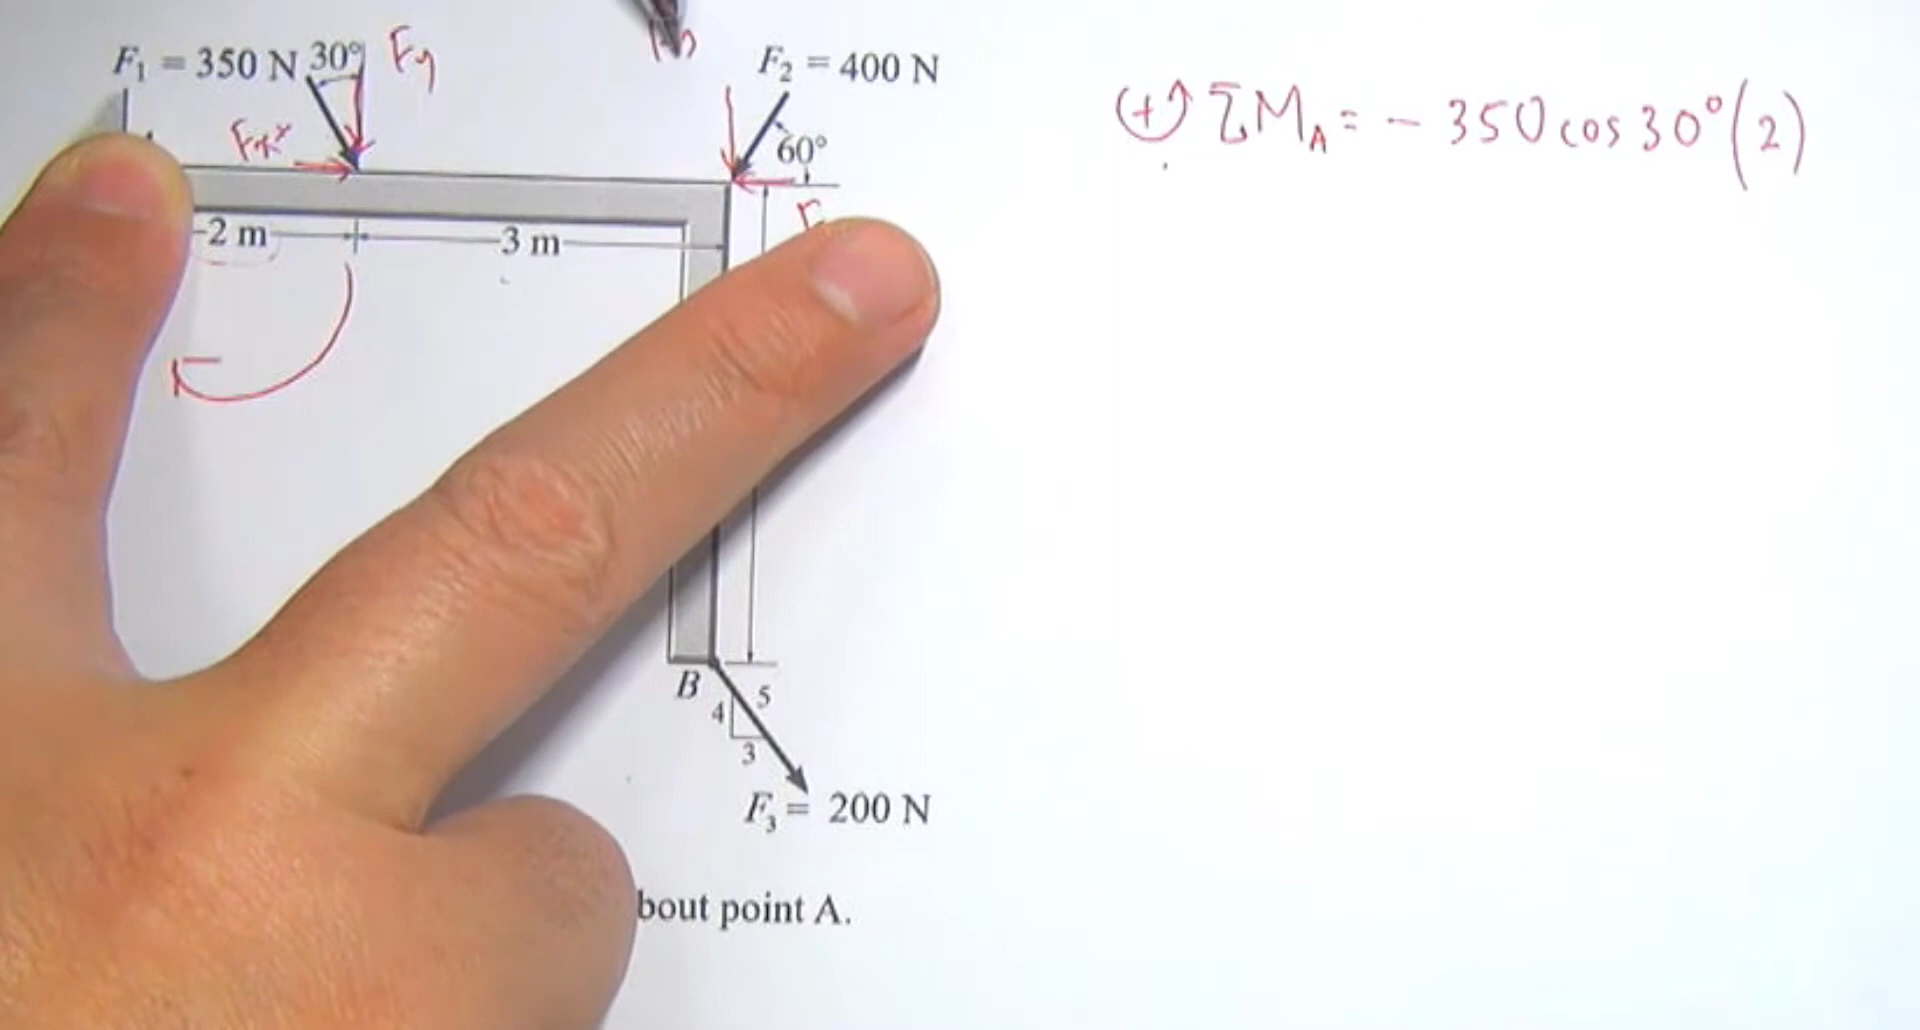 F₁ = 350 N 30° Fy
F₂ = 400 N
(+) ΣM_A = - 350 cos 30° (2)
60°
2 m
3 m
B
5
4
3
F₃ = 200 N
bout point A.